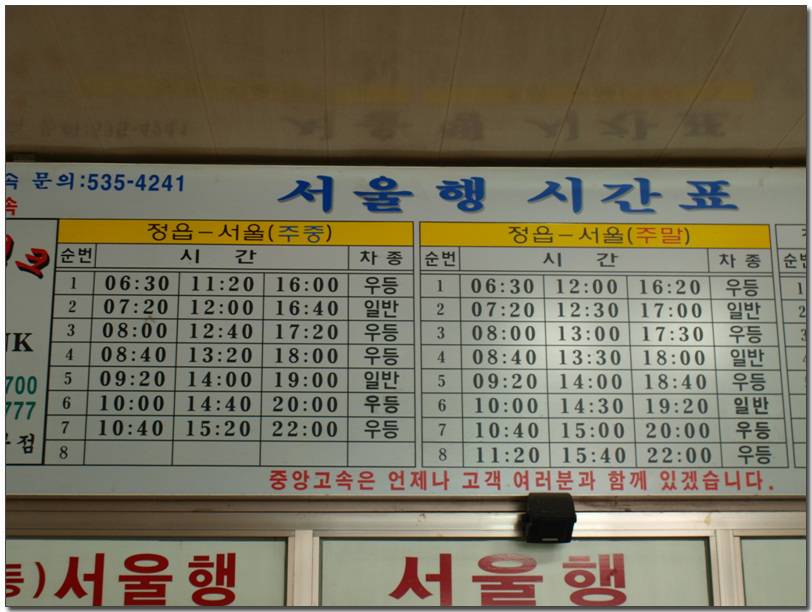 속 문의:535-4241
서울행 시간표
속
정읍-서울(주중)
순번 시 간 차 종
1 06:30 11:20 16:00 우등
2 07:20 12:00 16:40 일반
3 08:00 12:40 17:20 우등
4 08:40 13:20 18:00 우등
5 09:20 14:00 19:00 일반
6 10:00 14:40 20:00 우등
7 10:40 15:20 22:00 우등
8
정읍-서울(주말)
순번 시 간 차 종
1 06:30 12:00 16:20 우등
2 07:20 12:30 17:00 일반
3 08:00 13:00 17:30 우등
4 08:40 13:30 18:00 일반
5 09:20 14:00 18:40 우등
6 10:00 14:30 19:20 일반
7 10:40 15:00 20:00 우등
8 11:20 15:40 22:00 우등
NK
700
777
점
중앙고속은 언제나 고객 여러분과 함께 있겠습니다.
등)서울행
서울행